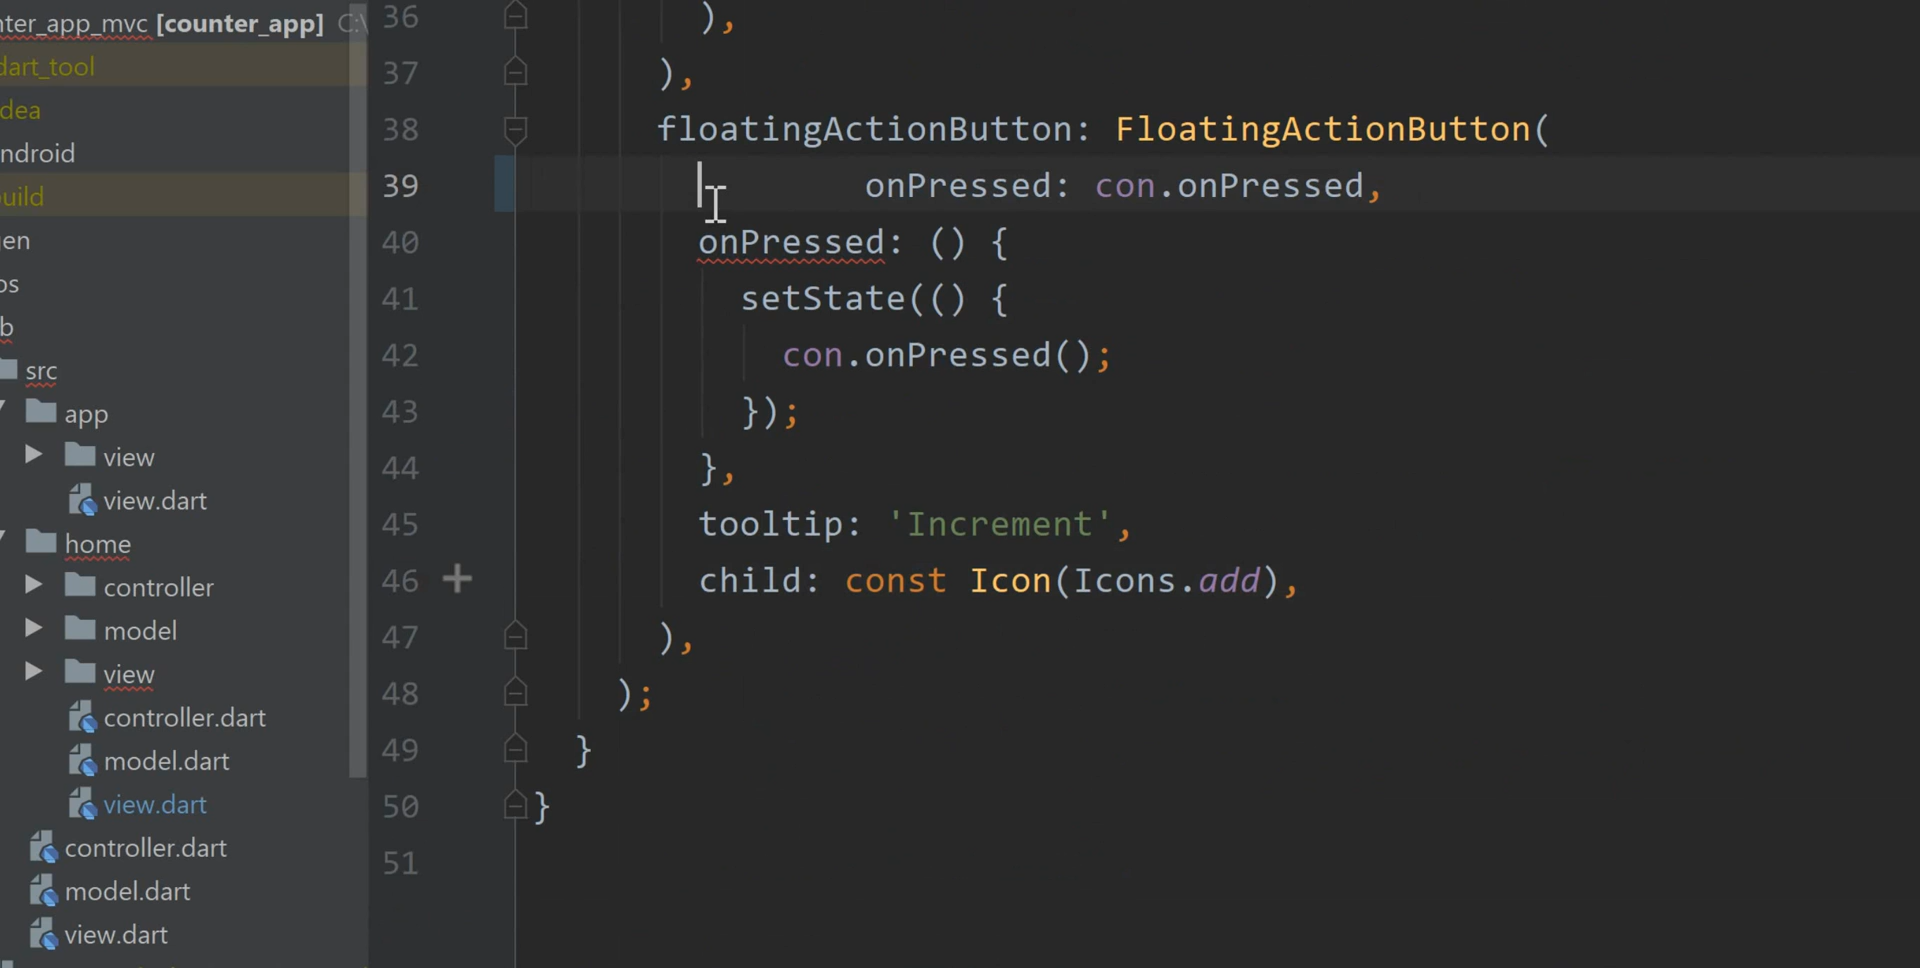 nter_app_mvc [counter_app] C:\
dart_tool
dea
ndroid
uild
gen
os
b
src
app
view
view.dart
home
controller
model
view
controller.dart
model.dart
view.dart
controller.dart
model.dart
view.dart
36 ),
37 ),
38 floatingActionButton: FloatingActionButton(
39 onPressed: con.onPressed,
40 onPressed: () {
41 setState(() {
42 con.onPressed();
43 });
44 },
45 tooltip: 'Increment',
46 child: const Icon(Icons.add),
47 ),
48 );
49 }
50 }
51